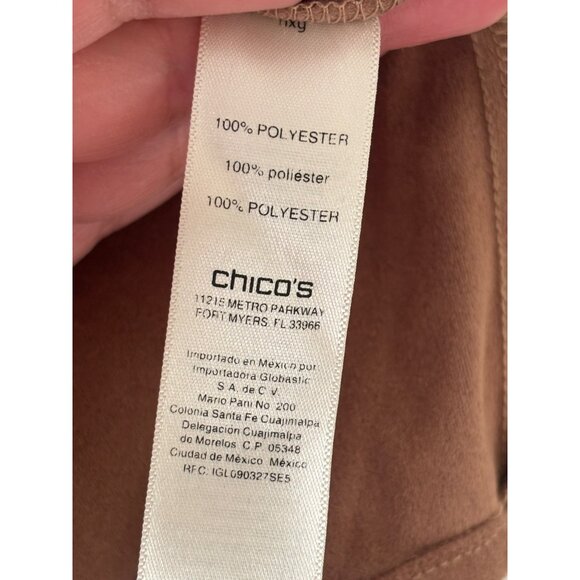 100% POLYESTER
100% poliéster
100% POLYESTER
chico's
11215 METRO PARKWAY
FORT MYERS, FL 33966
Importado en México por
Importadora Globastic
S.A. de C.V.
Mario Pani No. 200
Colonia Santa Fe Cuajimalpa
Delegación Cuajimalpa
de Morelos C.P. 05348
Ciudad de México México
RFC: IGL090327SE5